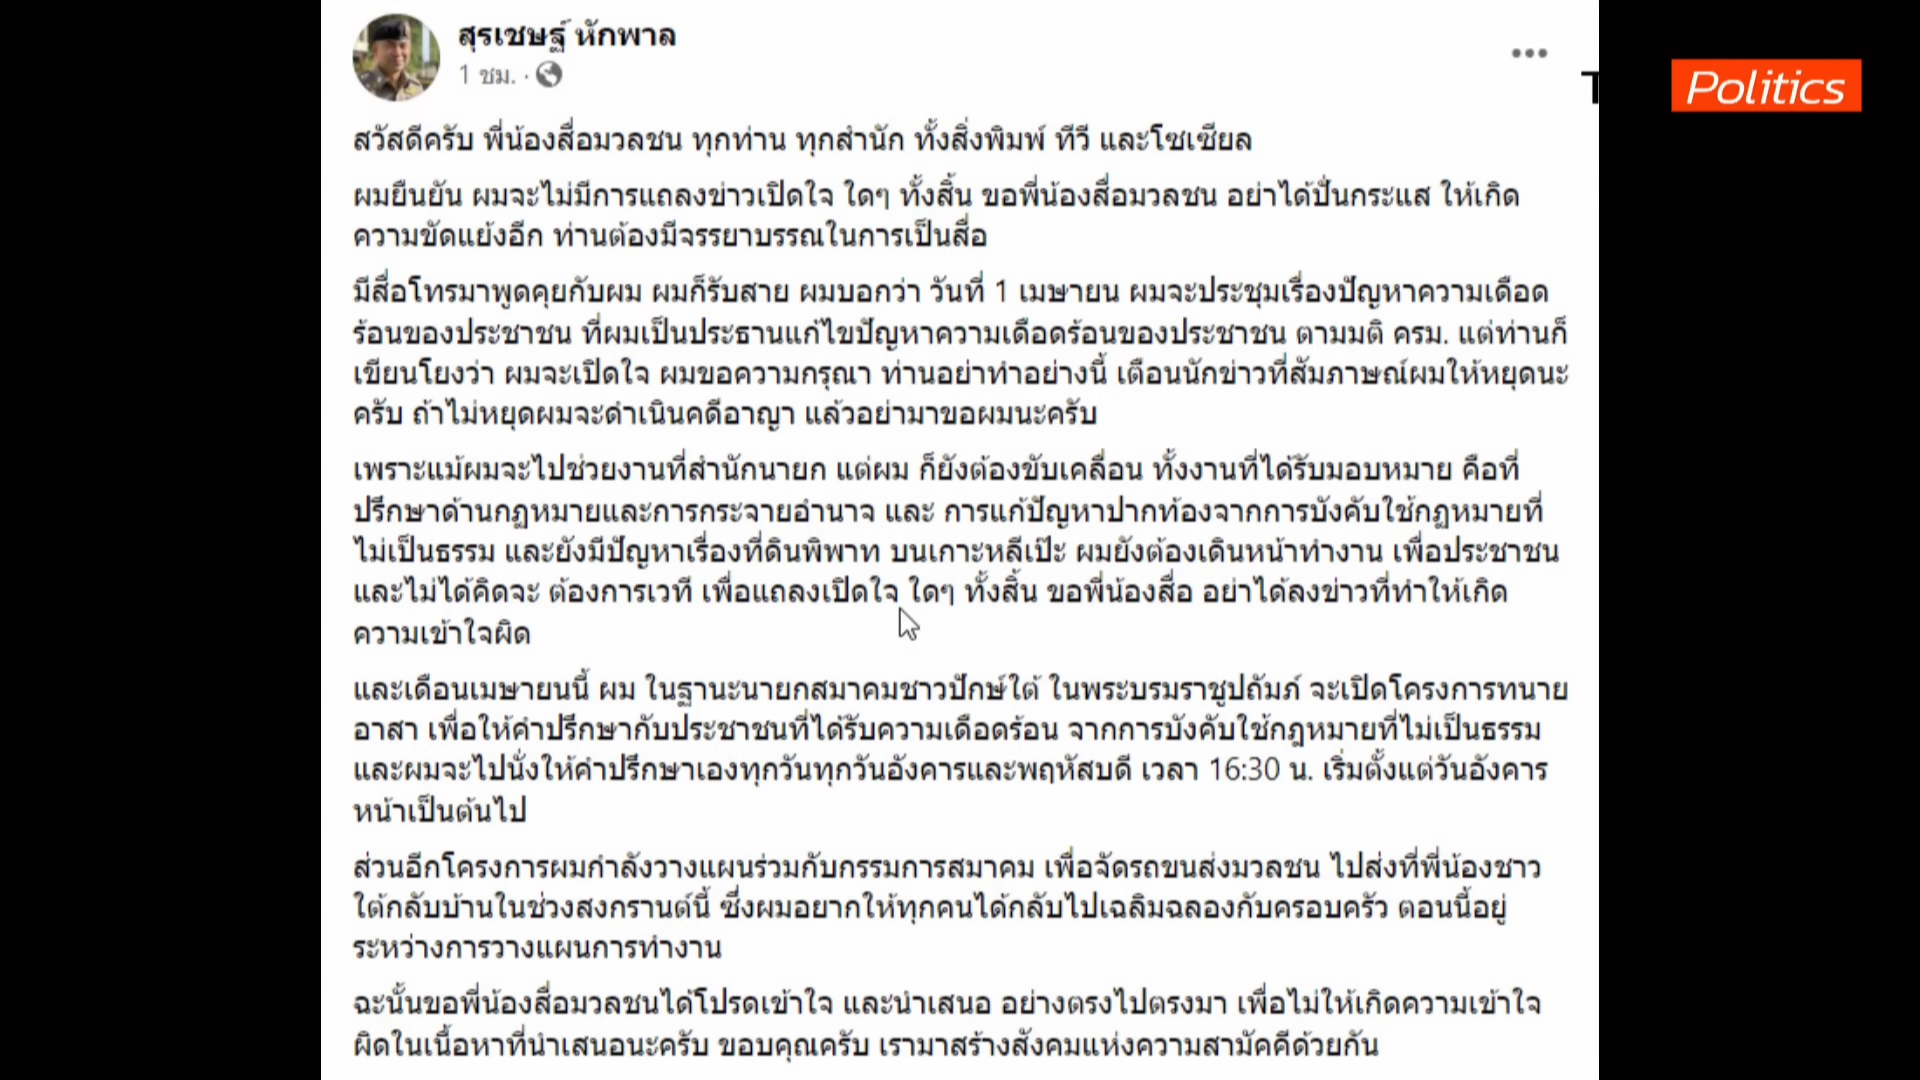 สุรเชษฐ์ หักพาล
1 ชม. ·
Politics
สวัสดีครับ พี่น้องสื่อมวลชน ทุกท่าน ทุกสำนัก ทั้งสิ่งพิมพ์ ทีวี และโซเซียล
ผมยืนยัน ผมจะไม่มีการแถลงข่าวเปิดใจ ใดๆ ทั้งสิ้น ขอพี่น้องสื่อมวลชน อย่าได้ปั่นกระแส ให้เกิด
ความขัดแย้งอีก ท่านต้องมีจรรยาบรรณในการเป็นสื่อ
มีสื่อโทรมาพูดคุยกับผม ผมก็รับสาย ผมบอกว่า วันที่ 1 เมษายน ผมจะประชุมเรื่องปัญหาความเดือด
ร้อนของประชาชน ที่ผมเป็นประธานแก้ไขปัญหาความเดือดร้อนของประชาชน ตามมติ ครม. แต่ท่านก็
เขียนโยงว่า ผมจะเปิดใจ ผมขอความกรุณา ท่านอย่าทำอย่างนี้ เตือนนักข่าวที่สัมภาษณ์ผมให้หยุดนะ
ครับ ถ้าไม่หยุดผมจะดำเนินคดีอาญา แล้วอย่ามาขอผมนะครับ
เพราะแม้ผมจะไปช่วยงานที่สำนักนายก แต่ผม ก็ยังต้องขับเคลื่อน ทั้งงานที่ได้รับมอบหมาย คือที่
ปรึกษาด้านกฏหมายและการกระจายอำนาจ และ การแก้ปัญหาปากท้องจากการบังคับใช้กฏหมายที่
ไม่เป็นธรรม และยังมีปัญหาเรื่องที่ดินพิพาท บนเกาะหลีเป๊ะ ผมยังต้องเดินหน้าทำงาน เพื่อประชาชน
และไม่ได้คิดจะ ต้องการเวที เพื่อแถลงเปิดใจ ใดๆ ทั้งสิ้น ขอพี่น้องสื่อ อย่าได้ลงข่าวที่ทำให้เกิด
ความเข้าใจผิด
และเดือนเมษายนนี้ ผม ในฐานะนายกสมาคมชาวปักษ์ใต้ ในพระบรมราชูปถัมภ์ จะเปิดโครงการทนาย
อาสา เพื่อให้คำปรึกษากับประชาชนที่ได้รับความเดือดร้อน จากการบังคับใช้กฎหมายที่ไม่เป็นธรรม
และผมจะไปนั่งให้คำปรึกษาเองทุกวันทุกวันอังคารและพฤหัสบดี เวลา 16:30 น. เริ่มตั้งแต่วันอังคาร
หน้าเป็นต้นไป
ส่วนอีกโครงการผมกำลังวางแผนร่วมกับกรรมการสมาคม เพื่อจัดรถขนส่งมวลชน ไปส่งที่พี่น้องชาว
ใต้กลับบ้านในช่วงสงกรานต์นี้ ซึ่งผมอยากให้ทุกคนได้กลับไปเฉลิมฉลองกับครอบครัว ตอนนี้อยู่
ระหว่างการวางแผนการทำงาน
ฉะนั้นขอพี่น้องสื่อมวลชนได้โปรดเข้าใจ และนำเสนอ อย่างตรงไปตรงมา เพื่อไม่ให้เกิดความเข้าใจ
ผิดในเนื้อหาที่นำเสนอนะครับ ขอบคุณครับ เรามาสร้างสังคมแห่งความสามัคคีด้วยกัน